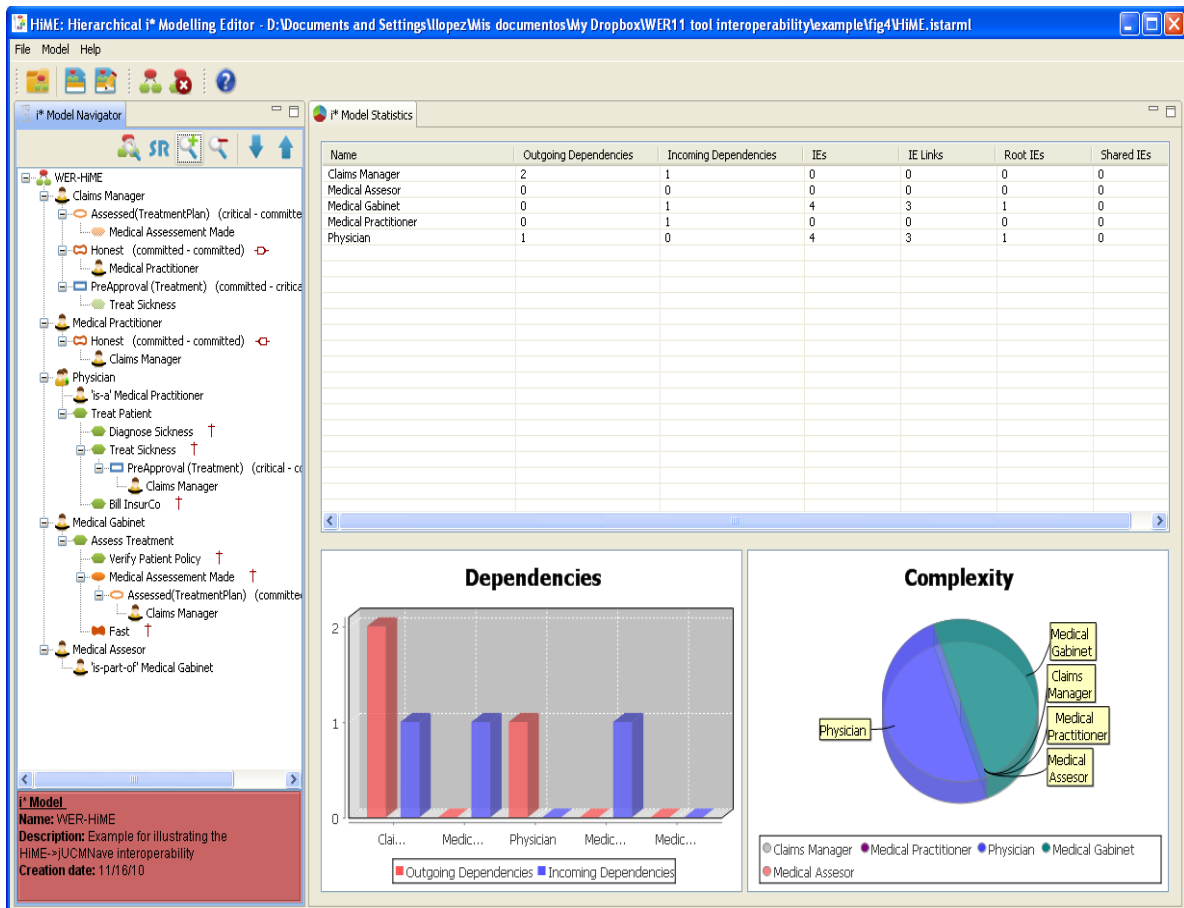 HiME: Hierarchical i* Modelling Editor - D:\Documents and Settings\llopez\Mis documentos\My Dropbox\WER11 tool interoperability\example\fig4\HiME.istarml
File Model Help
i* Model Navigator
SR
WER-HiME
Claims Manager
Assessed(TreatmentPlan) (critical - committe
Medical Assessement Made
Honest (committed - committed)
Medical Practitioner
PreApproval (Treatment) (committed - critica
Treat Sickness
Medical Practitioner
Honest (committed - committed)
Claims Manager
Physician
'is-a' Medical Practitioner
Treat Patient
Diagnose Sickness
Treat Sickness
PreApproval (Treatment) (critical - co
Claims Manager
Bill InsurCo
Medical Gabinet
Assess Treatment
Verify Patient Policy
Medical Assessement Made
Assessed(TreatmentPlan) (committe
Claims Manager
Fast
Medical Assesor
'is-part-of' Medical Gabinet
i* Model
Name: WER-HiME
Description: Example for illustrating the
HiME->jUCMNave interoperability
Creation date: 11/16/10
i* Model Statistics
Name Outgoing Dependencies Incoming Dependencies IEs IE Links Root IEs Shared IEs
Claims Manager 2 1 0 0 0 0
Medical Assesor 0 0 0 0 0 0
Medical Gabinet 0 1 4 3 1 0
Medical Practitioner 0 1 0 0 0 0
Physician 1 0 4 3 1 0
Dependencies
2
1
0
Clai... Medic... Physician Medic... Medic...
Outgoing Dependencies Incoming Dependencies
Complexity
Medical
Gabinet
Claims
Manager
Medical
Practitioner
Medical
Assesor
Physician
Claims Manager Medical Practitioner Physician Medical Gabinet
Medical Assesor